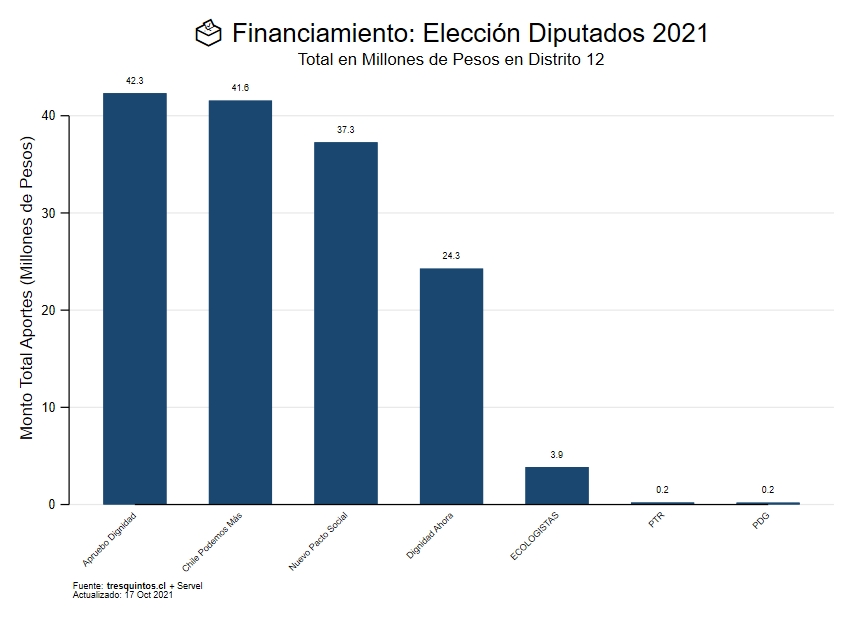 Financiamiento: Elección Diputados 2021
Total en Millones de Pesos en Distrito 12
Monto Total Aportes (Millones de Pesos)
40
30
20
10
0
42.3
41.6
37.3
24.3
3.9
0.2
0.2
Apruebo Dignidad
Chile Podemos Más
Nuevo Pacto Social
Dignidad Ahora
ECOLOGISTAS
PTR
PDG
Fuente: tresquintos.cl + Servel
Actualizado: 17 Oct 2021